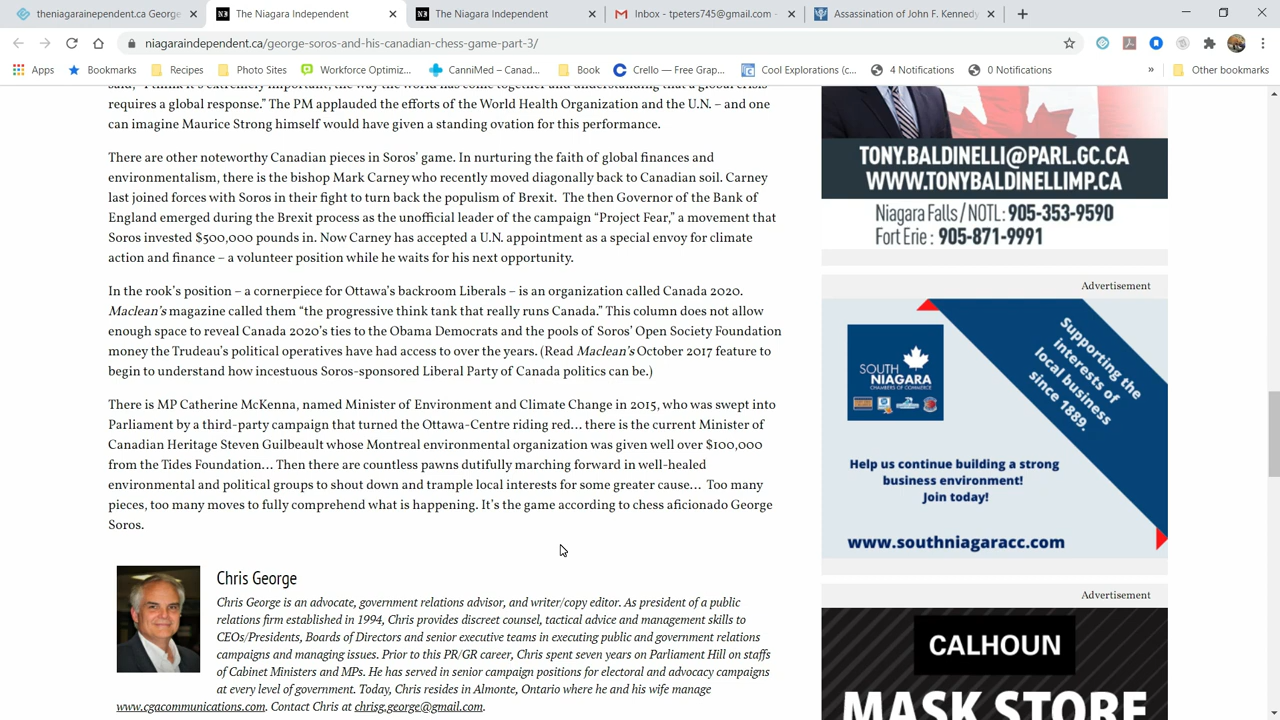 theniagarainependent.ca George
The Niagara Independent
The Niagara Independent
Inbox - tpeters745@gmail.com -
Assassination of John F. Kennedy
niagaraindependent.ca/george-soros-and-his-canadian-chess-game-part-3/
Apps
Bookmarks
Recipes
Photo Sites
Workforce Optimiz...
CanniMed – Canad...
Book
Crello — Free Grap...
Cool Explorations (c...
4 Notifications
0 Notifications
»
Other bookmarks
said, “I think it’s extremely important, the way the world has come together and understanding that a global crisis
requires a global response.” The PM applauded the efforts of the World Health Organization and the U.N. – and one
can imagine Maurice Strong himself would have given a standing ovation for this performance.
There are other noteworthy Canadian pieces in Soros’ game. In nurturing the faith of global finances and
environmentalism, there is the bishop Mark Carney who recently moved diagonally back to Canadian soil. Carney
last joined forces with Soros in their fight to turn back the populism of Brexit. The then Governor of the Bank of
England emerged during the Brexit process as the unofficial leader of the campaign “Project Fear,” a movement that
Soros invested $500,000 pounds in. Now Carney has accepted a U.N. appointment as a special envoy for climate
action and finance – a volunteer position while he waits for his next opportunity.
In the rook’s position – a cornerpiece for Ottawa’s backroom Liberals – is an organization called Canada 2020.
Maclean’s magazine called them “the progressive think tank that really runs Canada.” This column does not allow
enough space to reveal Canada 2020’s ties to the Obama Democrats and the pools of Soros’ Open Society Foundation
money the Trudeau’s political operatives have had access to over the years. (Read Maclean’s October 2017 feature to
begin to understand how incestuous Soros-sponsored Liberal Party of Canada politics can be.)
There is MP Catherine McKenna, named Minister of Environment and Climate Change in 2015, who was swept into
Parliament by a third-party campaign that turned the Ottawa-Centre riding red... there is the current Minister of
Canadian Heritage Steven Guilbeault whose Montreal environmental organization was given well over $100,000
from the Tides Foundation... Then there are countless pawns dutifully marching forward in well-healed
environmental and political groups to shout down and trample local interests for some greater cause... Too many
pieces, too many moves to fully comprehend what is happening. It’s the game according to chess aficionado George
Soros.
Chris George
Chris George is an advocate, government relations advisor, and writer/copy editor. As president of a public
relations firm established in 1994, Chris provides discreet counsel, tactical advice and management skills to
CEOs/Presidents, Boards of Directors and senior executive teams in executing public and government relations
campaigns and managing issues. Prior to this PR/GR career, Chris spent seven years on Parliament Hill on staffs
of Cabinet Ministers and MPs. He has served in senior campaign positions for electoral and advocacy campaigns
at every level of government. Today, Chris resides in Almonte, Ontario where he and his wife manage
www.cgacommunications.com. Contact Chris at chrisg.george@gmail.com.
TONY.BALDINELLI@PARL.GC.CA
WWW.TONYBALDINELLIMP.CA
Niagara Falls / NOTL: 905-353-9590
Fort Erie : 905-871-9991
Advertisement
SOUTH
NIAGARA
CHAMBERS OF COMMERCE
Supporting the
interests of
local business
since 1889.
Help us continue building a strong
business environment!
Join today!
www.southniagaracc.com
Advertisement
CALHOUN
MASK STORE